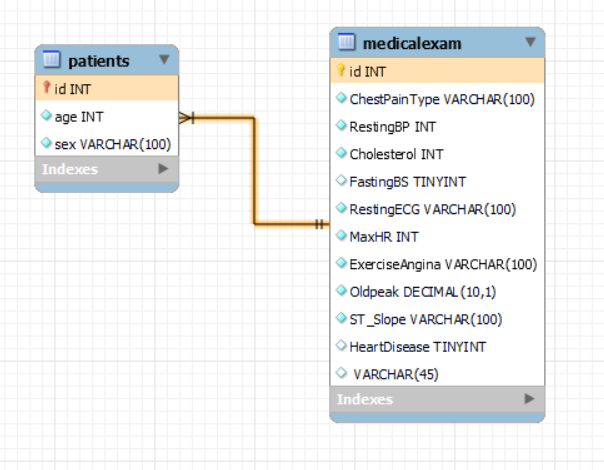 patients
id INT
age INT
sex VARCHAR(100)
Indexes
medicalexam
id INT
ChestPainType VARCHAR(100)
RestingBP INT
Cholesterol INT
FastingBS TINYINT
RestingECG VARCHAR(100)
MaxHR INT
ExerciseAngina VARCHAR(100)
Oldpeak DECIMAL(10,1)
ST_Slope VARCHAR(100)
HeartDisease TINYINT
VARCHAR(45)
Indexes